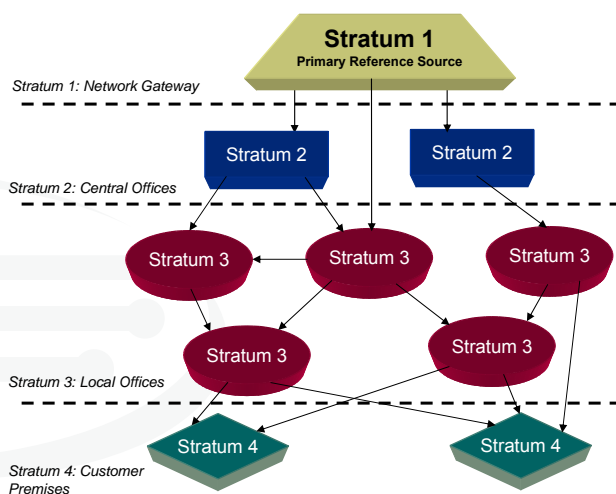 Stratum 1
Primary Reference Source
Stratum 1: Network Gateway
Stratum 2
Stratum 2
Stratum 2: Central Offices
Stratum 3
Stratum 3
Stratum 3
Stratum 3
Stratum 3
Stratum 3: Local Offices
Stratum 4
Stratum 4
Stratum 4: Customer
Premises